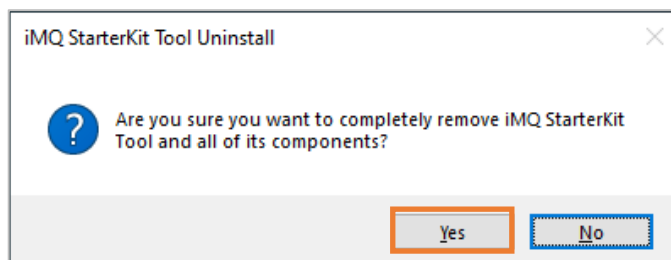 iMQ StarterKit Tool Uninstall
Are you sure you want to completely remove iMQ StarterKit
Tool and all of its components?
Yes
No